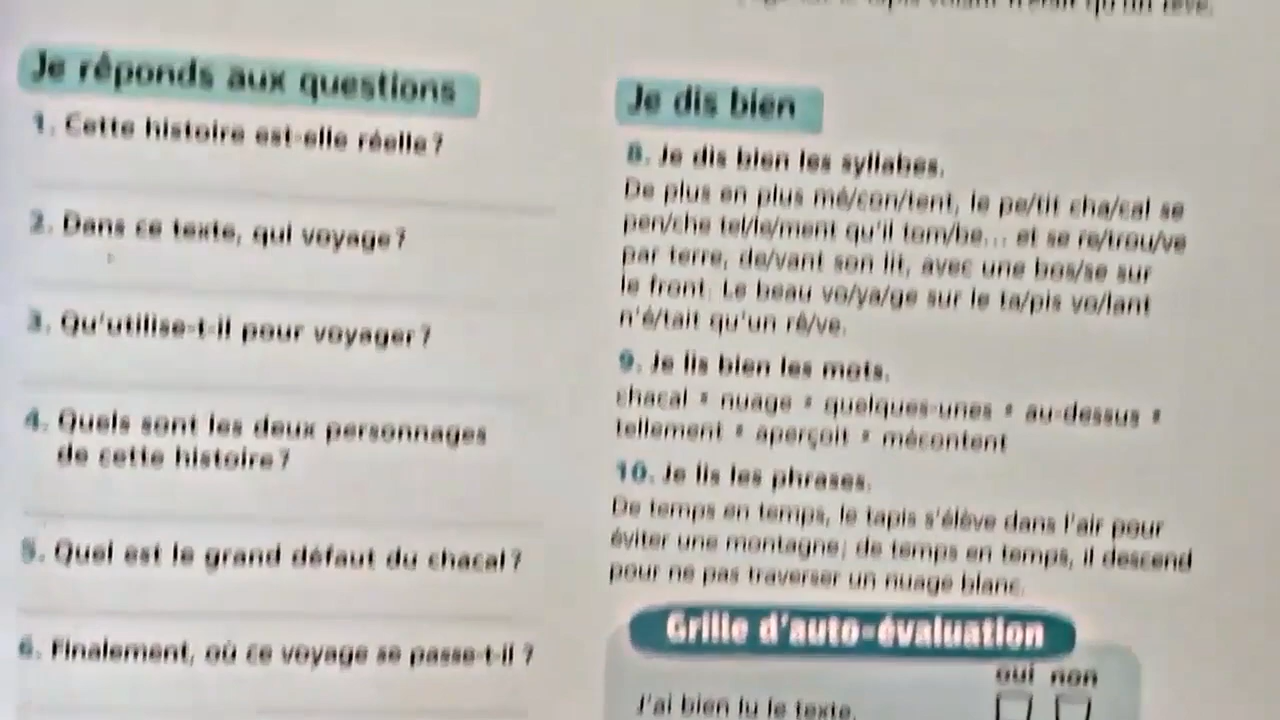 tapis volant n'était qu'un rêve.
Je réponds aux questions
1. Cette histoire est-elle réelle ?
2. Dans ce texte, qui voyage ?
3. Qu'utilise-t-il pour voyager ?
4. Quels sont les deux personnages
de cette histoire ?
5. Quel est le grand défaut du chacal ?
6. Finalement, où ce voyage se passe-t-il ?
Je dis bien
8. Je dis bien les syllabes.
De plus en plus mé/con/tent, le pe/tit cha/cal se
pen/che tel/le/ment qu'il tom/be... et se re/trou/ve
par terre, de/vant son lit, avec une bos/se sur
le front. Le beau vo/ya/ge sur le ta/pis vo/lant
n'é/tait qu'un rê/ve.
9. Je lis bien les mots.
chacal * nuage * quelques-unes * au-dessus *
tellement * aperçoit * mécontent
10. Je lis les phrases.
De temps en temps, le tapis s'élève dans l'air pour
éviter une montagne; de temps en temps, il descend
pour ne pas traverser un nuage blanc.
Grille d'auto-évaluation
oui non
J'ai bien lu le texte.